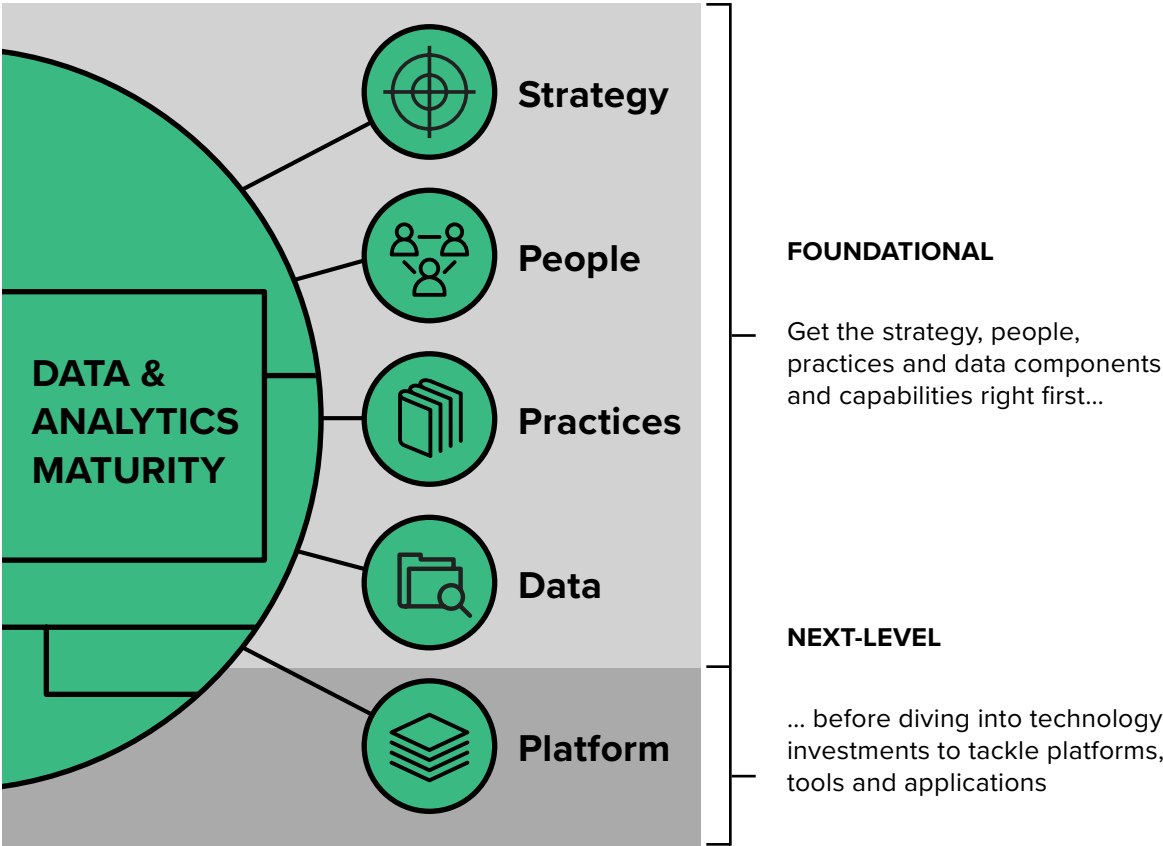 DATA &
ANALYTICS
MATURITY
Strategy
People
Practices
Data
Platform
FOUNDATIONAL
Get the strategy, people,
practices and data components
and capabilities right first...
NEXT-LEVEL
... before diving into technology
investments to tackle platforms,
tools and applications